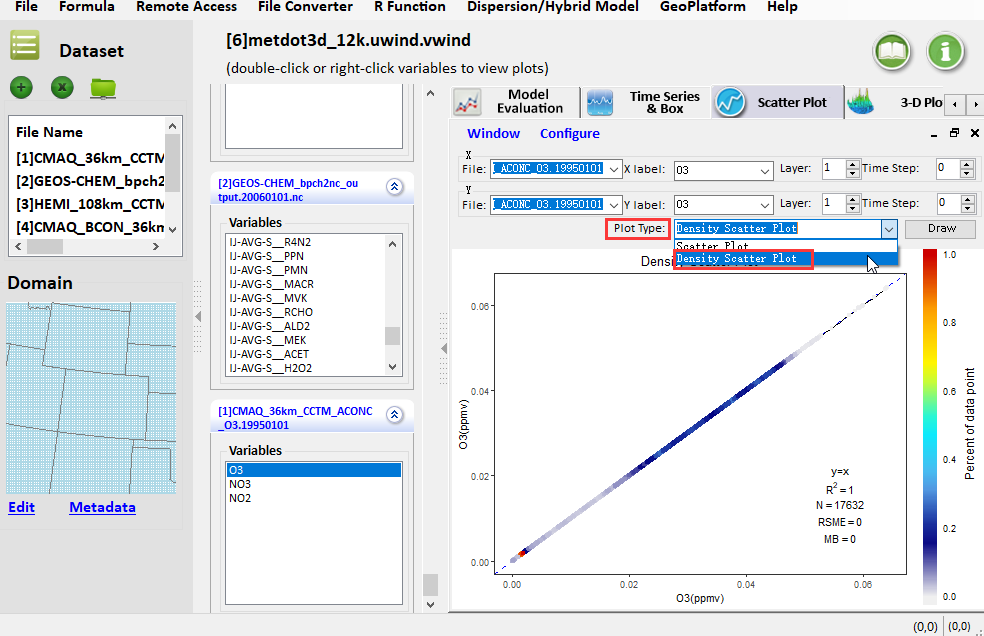 File Formula Remote Access File Converter R Function Dispersion/Hybrid Model GeoPlatform Help
Dataset
[6]metdot3d_12k.uwind.vwind
(double-click or right-click variables to view plots)
File Name
[1]CMAQ_36km_CCTM
[2]GEOS-CHEM_bpch2
[3]HEMI_108km_CCTM
[4]CMAQ_BCON_36km
Domain
Edit Metadata
[2]GEOS-CHEM_bpch2nc_ou
tput.20060101.nc
Variables
IJ-AVG-S__R4N2
IJ-AVG-S__PPN
IJ-AVG-S__PMN
IJ-AVG-S__MACR
IJ-AVG-S__MVK
IJ-AVG-S__RCHO
IJ-AVG-S__ALD2
IJ-AVG-S__MEK
IJ-AVG-S__ACET
IJ-AVG-S__H2O2
[1]CMAQ_36km_CCTM_ACONC
_O3.19950101
Variables
O3
NO3
NO2
Model
Evaluation
Time Series
& Box
Scatter Plot
3-D Plo
Window Configure
X
File: _ACONC_O3.19950101 X label: O3 Layer: 1 Time Step: 0
Y
File: _ACONC_O3.19950101 Y label: O3 Layer: 1 Time Step: 0
Plot Type: Density Scatter Plot Draw
Scatter Plot
Density Scatter Plot
Densi
0.06
0.04
0.02
0.00
O3(ppmv)
0.00 0.02 0.04 0.06
O3(ppmv)
y=x
R2 = 1
N = 17632
RSME = 0
MB = 0
1.0
0.8
0.6
0.4
0.2
0.0
Percent of data point
(0,0) (0,0)